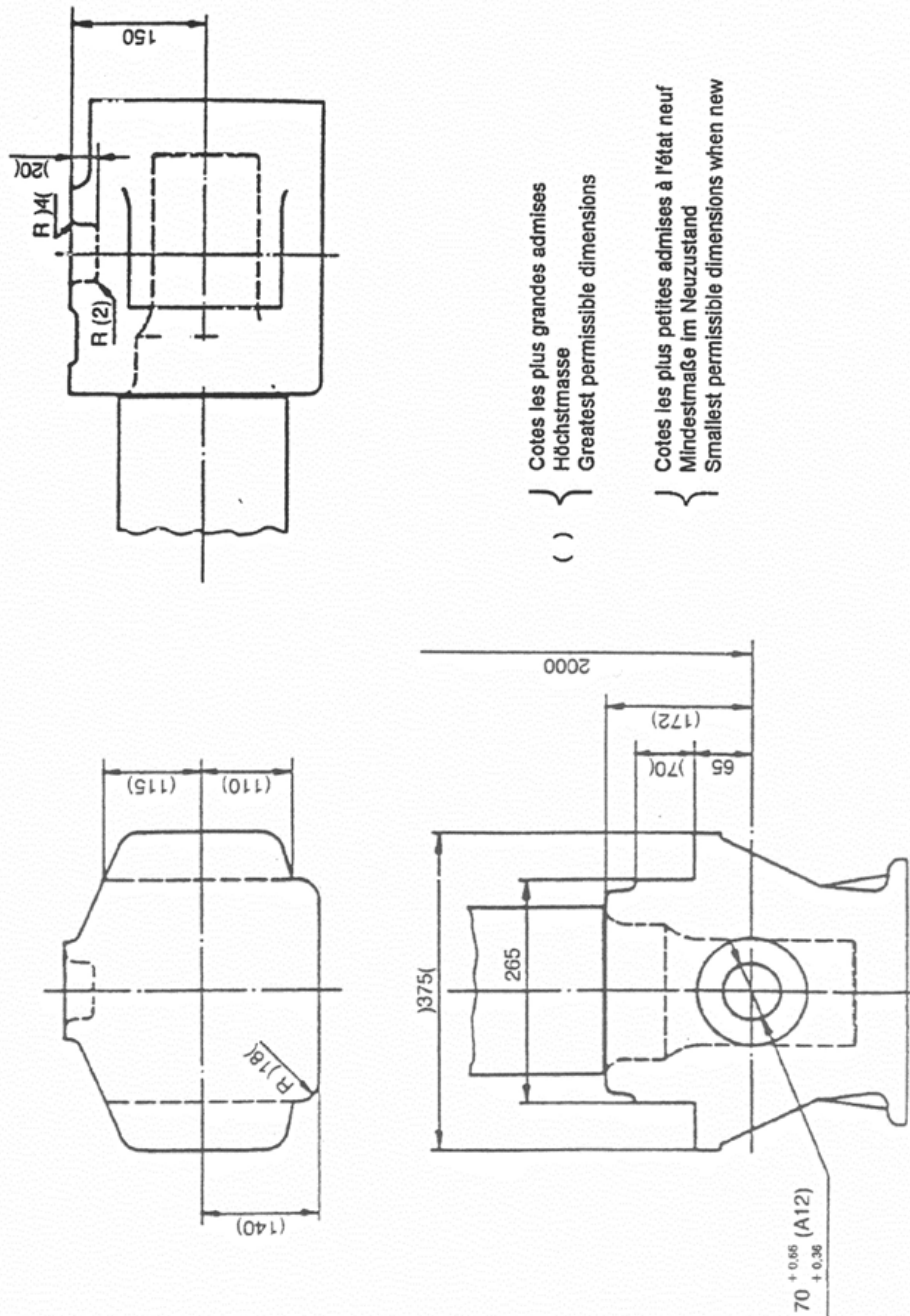 150
)20(
R )4(
R (2)
( ) } Cotes les plus grandes admises
Höchstmasse
Greatest permissible dimensions
} Cotes les plus petites admises à l'état neuf
Mindestmaße im Neuzustand
Smallest permissible dimensions when new
(115)
(110)
R )18(
(140)
2000
(172)
)70(
65
)375(
265
70 + 0,66 (A12)
+ 0,36